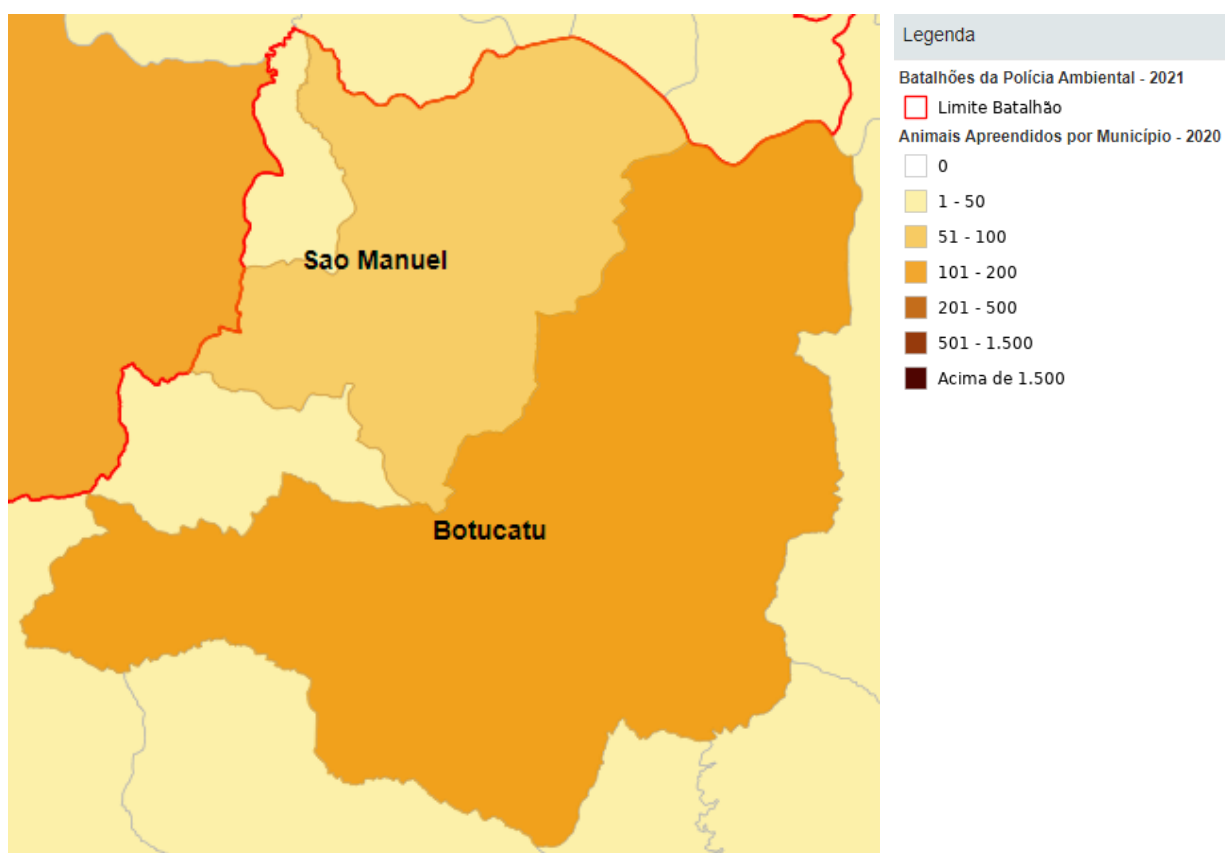 Sao Manuel
Botucatu
Legenda
Batalhões da Polícia Ambiental - 2021
Limite Batalhão
Animais Apreendidos por Município - 2020
0
1 - 50
51 - 100
101 - 200
201 - 500
501 - 1.500
Acima de 1.500